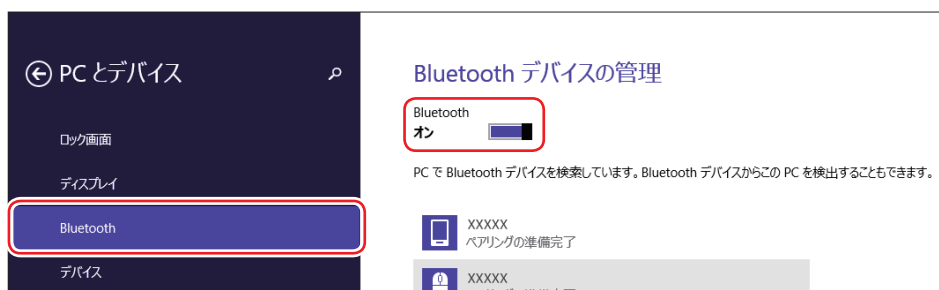 PC とデバイス
ロック画面
ディスプレイ
Bluetooth
デバイス
Bluetooth デバイスの管理
Bluetooth
オン
PC で Bluetooth デバイスを検索しています。Bluetooth デバイスからこの PC を検出することもできます。
XXXXX
ペアリングの準備完了
XXXXX